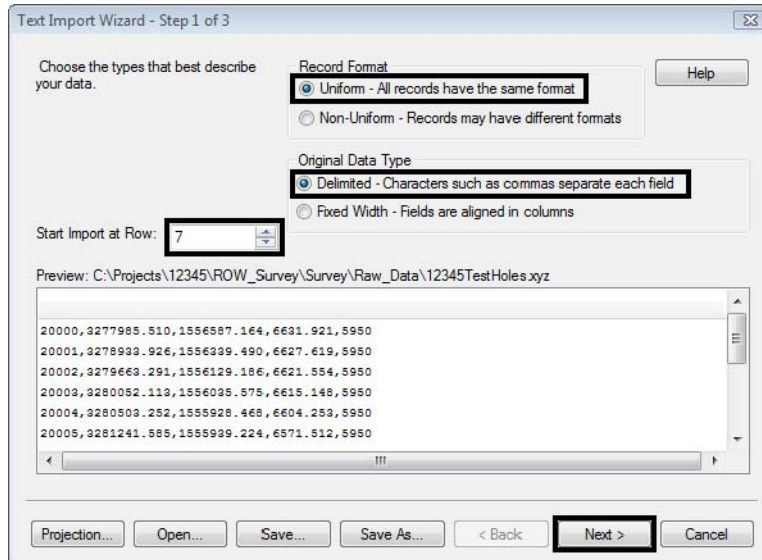 Text Import Wizard - Step 1 of 3
Choose the types that best describe
your data.
Record Format
Uniform - All records have the same format
Non-Uniform - Records may have different formats
Help
Original Data Type
Delimited - Characters such as commas separate each field
Fixed Width - Fields are aligned in columns
Start Import at Row: 7
Preview: C:\Projects\12345\ROW_Survey\Survey\Raw_Data\12345TestHoles.xyz
20000,3277985.510,1556587.164,6631.921,5950
20001,3278933.926,1556339.490,6627.619,5950
20002,3279663.291,1556129.186,6621.554,5950
20003,3280052.113,1556035.575,6615.148,5950
20004,3280503.252,1555928.468,6604.253,5950
20005,3281241.585,1555939.224,6571.512,5950
Projection... Open... Save... Save As... < Back Next > Cancel